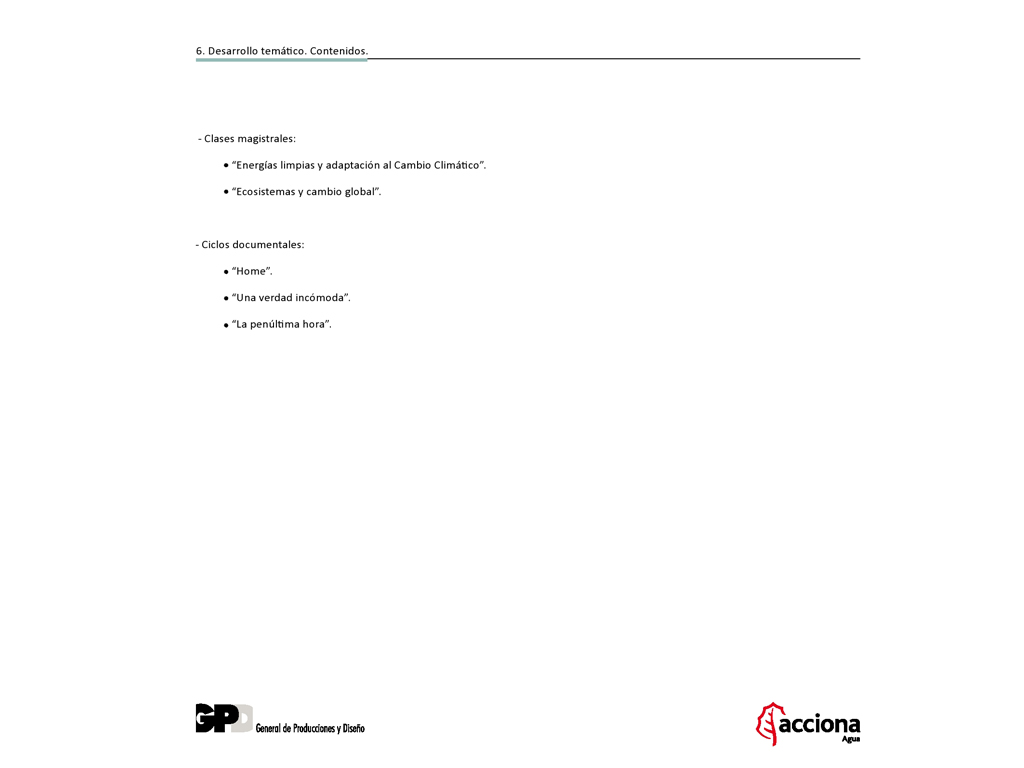 6. Desarrollo temático. Contenidos.
- Clases magistrales:
• “Energías limpias y adaptación al Cambio Climático”.
• “Ecosistemas y cambio global”.
- Ciclos documentales:
• “Home”.
• “Una verdad incómoda”.
• “La penúltima hora”.
GPD General de Producciones y Diseño
acciona
Agua